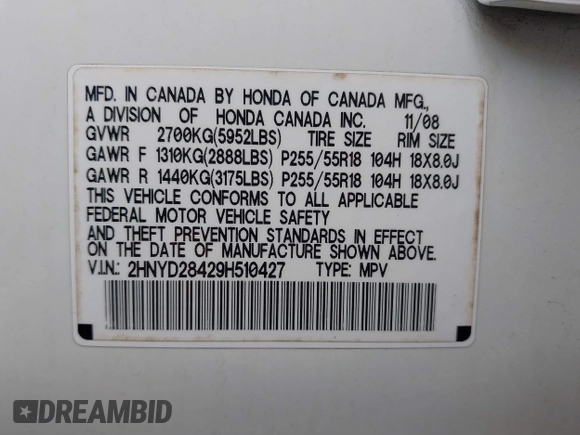 MFD. IN CANADA BY HONDA OF CANADA MFG.,
A DIVISION OF HONDA CANADA INC. 11/08
GVWR 2700KG(5952LBS) TIRE SIZE RIM SIZE
GAWR F 1310KG(2888LBS) P255/55R18 104H 18X8.0J
GAWR R 1440KG(3175LBS) P255/55R18 104H 18X8.0J
THIS VEHICLE CONFORMS TO ALL APPLICABLE
FEDERAL MOTOR VEHICLE SAFETY
AND THEFT PREVENTION STANDARDS IN EFFECT
ON THE DATE OF MANUFACTURE SHOWN ABOVE.
V.I.N.: 2HNYD28429H510427 TYPE: MPV
DREAMBID